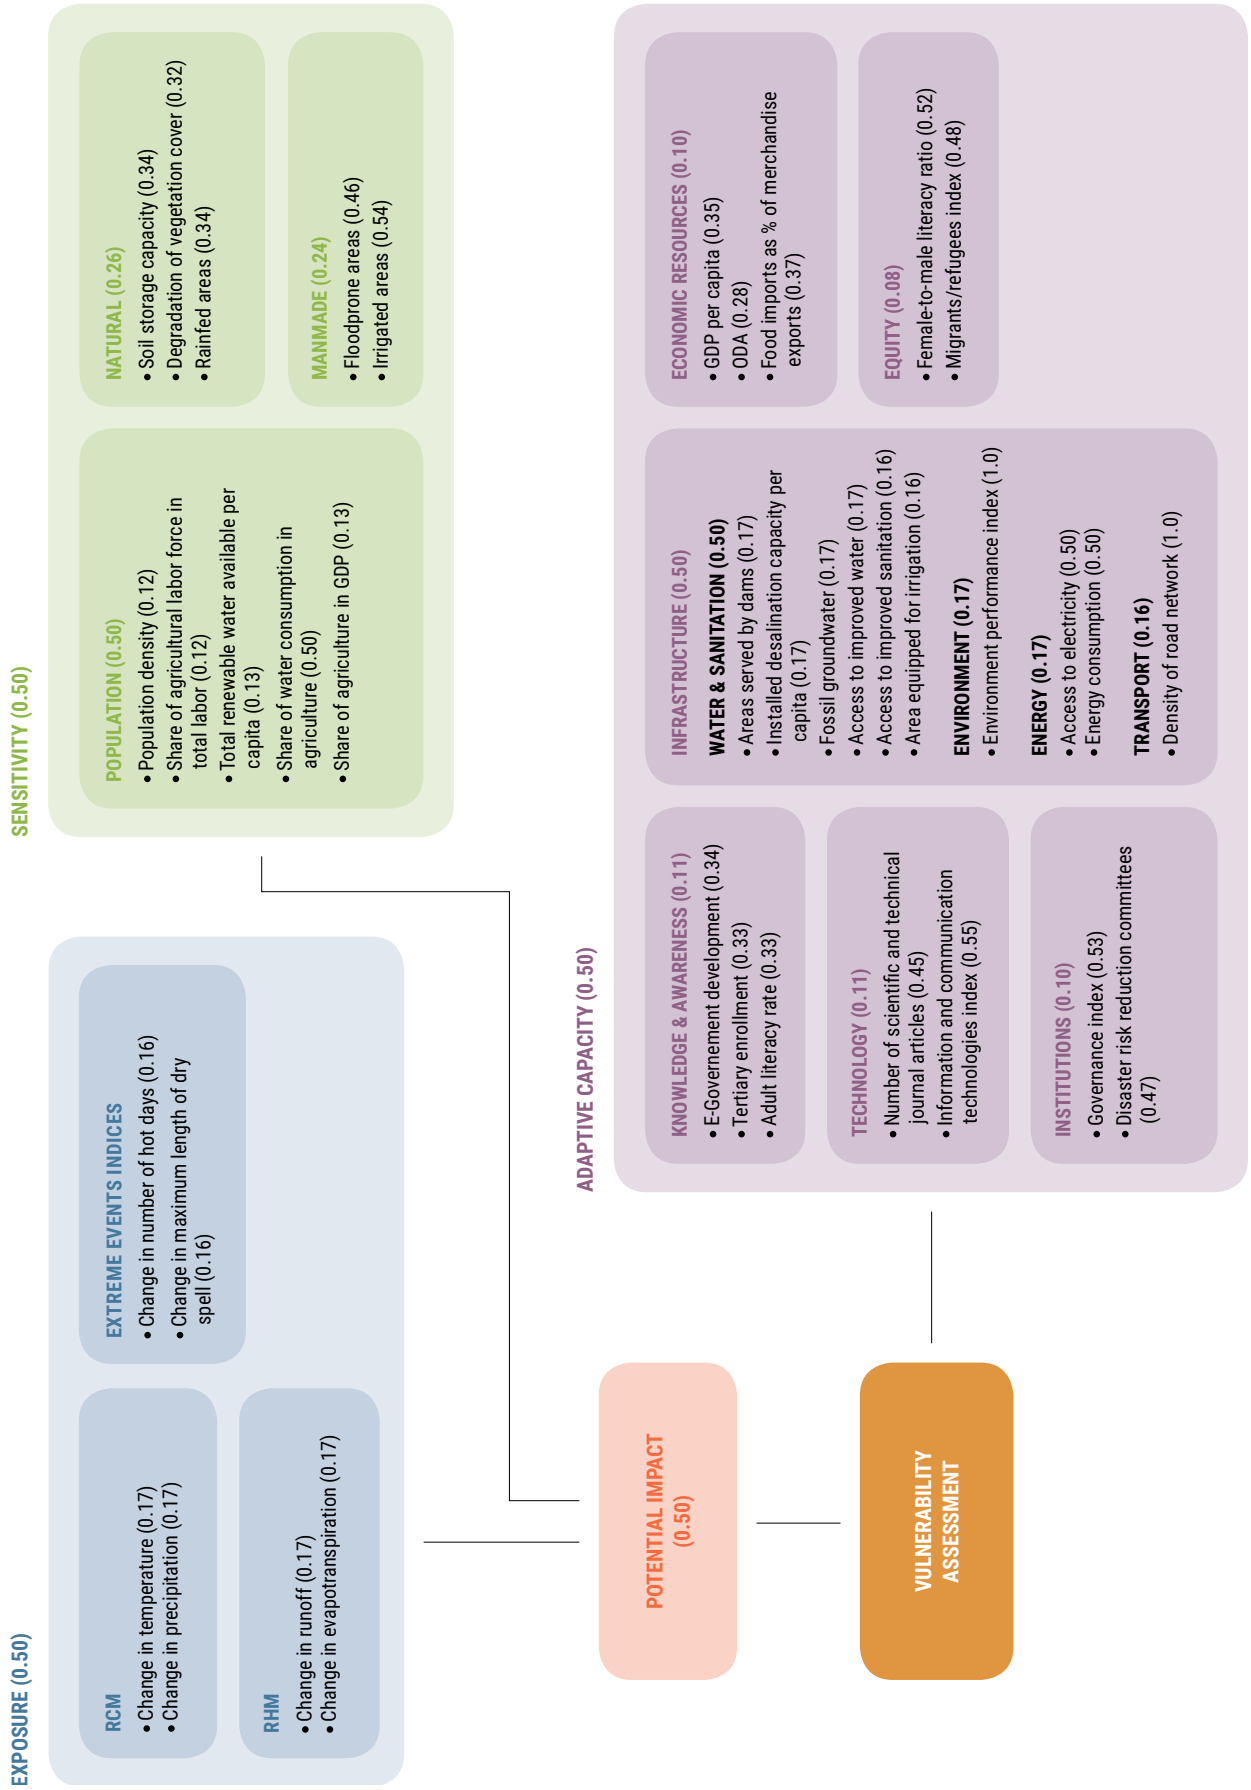 EXPOSURE (0.50)
RCM
• Change in temperature (0.17)
• Change in precipitation (0.17)
RHM
• Change in runoff (0.17)
• Change in evapotranspiration (0.17)
EXTREME EVENTS INDICES
• Change in number of hot days (0.16)
• Change in maximum length of dry
spell (0.16)
SENSITIVITY (0.50)
POPULATION (0.50)
• Population density (0.12)
• Share of agricultural labor force in
total labor (0.12)
• Total renewable water available per
capita (0.13)
• Share of water consumption in
agriculture (0.50)
• Share of agriculture in GDP (0.13)
NATURAL (0.26)
• Soil storage capacity (0.34)
• Degradation of vegetation cover (0.32)
• Rainfed areas (0.34)
MANMADE (0.24)
• Floodprone areas (0.46)
• Irrigated areas (0.54)
POTENTIAL IMPACT
(0.50)
VULNERABILITY
ASSESSMENT
ADAPTIVE CAPACITY (0.50)
KNOWLEDGE & AWARENESS (0.11)
• E-Governement development (0.34)
• Tertiary enrollment (0.33)
• Adult literacy rate (0.33)
TECHNOLOGY (0.11)
• Number of scientific and technical
journal articles (0.45)
• Information and communication
technologies index (0.55)
INSTITUTIONS (0.10)
• Governance index (0.53)
• Disaster risk reduction committees
(0.47)
INFRASTRUCTURE (0.50)
WATER & SANITATION (0.50)
• Areas served by dams (0.17)
• Installed desalination capacity per
capita (0.17)
• Fossil groundwater (0.17)
• Access to improved water (0.17)
• Access to improved sanitation (0.16)
• Area equipped for irrigation (0.16)
ENVIRONMENT (0.17)
• Environment performance index (1.0)
ENERGY (0.17)
• Access to electricity (0.50)
• Energy consumption (0.50)
TRANSPORT (0.16)
• Density of road network (1.0)
ECONOMIC RESOURCES (0.10)
• GDP per capita (0.35)
• ODA (0.28)
• Food imports as % of merchandise
exports (0.37)
EQUITY (0.08)
• Female-to-male literacy ratio (0.52)
• Migrants/refugees index (0.48)